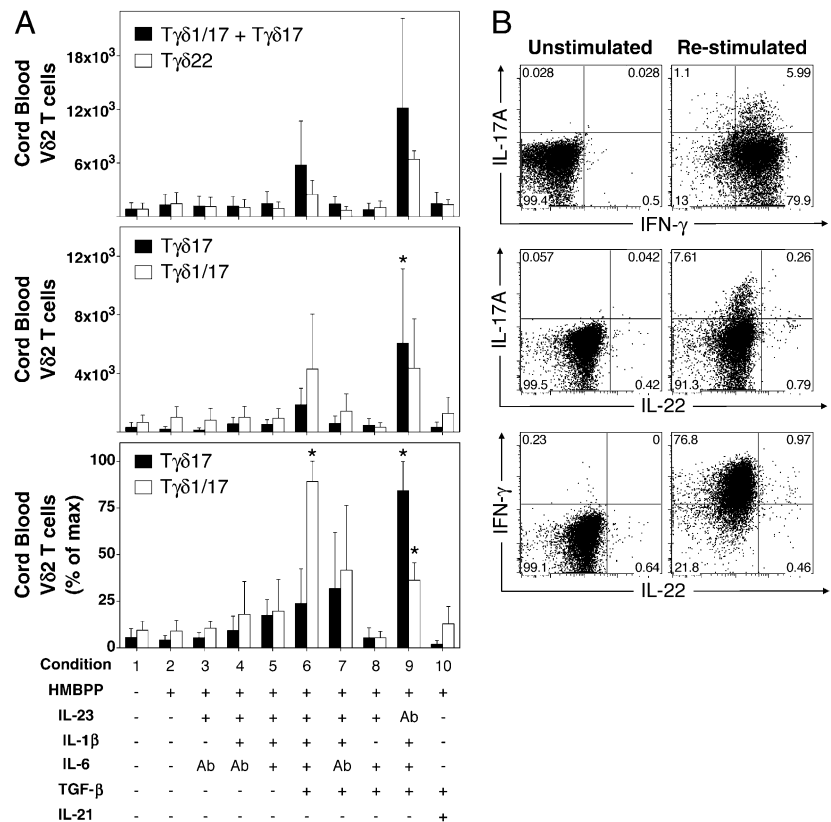 A
Tγδ1/17 + Tγδ17
Tγδ22
Cord Blood
Vδ2 T cells
18x10³
12x10³
6x10³
Tγδ17
Tγδ1/17
Cord Blood
Vδ2 T cells
12x10³
8x10³
4x10³
*
Tγδ17
Tγδ1/17
Cord Blood
Vδ2 T cells
(% of max)
100
75
50
25
0
* * *
Condition 1 2 3 4 5 6 7 8 9 10
HMBPP - + + + + + + + + +
IL-23 - - + + + + + + Ab -
IL-1β - - - + + + + - + -
IL-6 - - Ab Ab + + Ab + + -
TGF-β - - - - - + + + + +
IL-21 - - - - - - - - - +
B
Unstimulated Re-stimulated
IL-17A
0.028 0.028 1.1 5.99
99.4 0.5 13 79.9
IFN-γ
IL-17A
0.057 0.042 7.61 0.26
99.5 0.42 91.3 0.79
IL-22
IFN-γ
0.23 0 76.8 0.97
99.1 0.64 21.8 0.46
IL-22